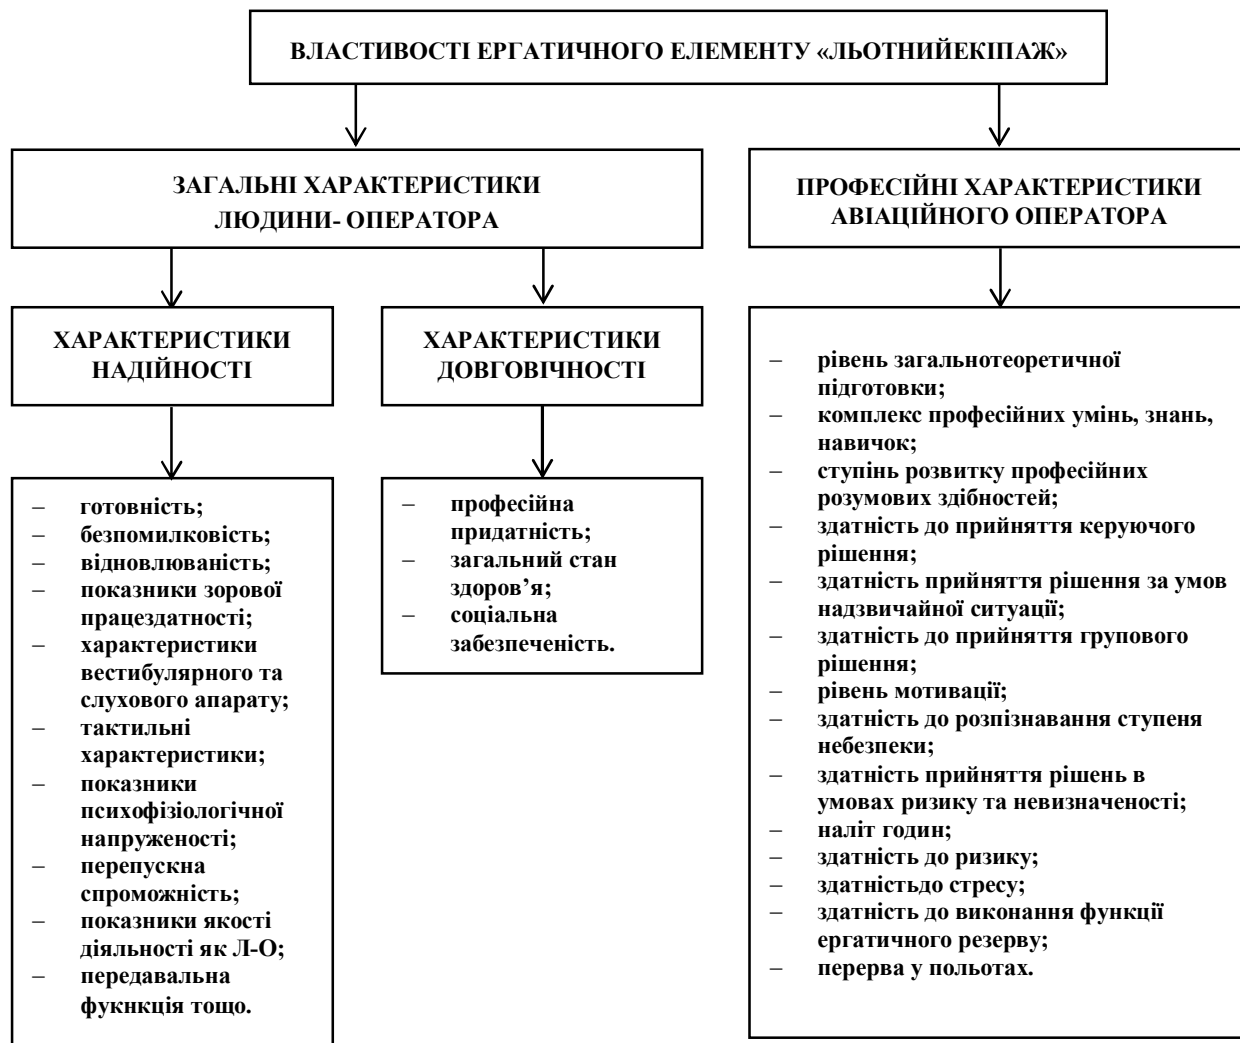 ВЛАСТИВОСТІ ЕРГАТИЧНОГО ЕЛЕМЕНТУ «ЛЬОТНИЙЕКІПАЖ»
ЗАГАЛЬНІ ХАРАКТЕРИСТИКИ
ЛЮДИНИ- ОПЕРАТОРА
ПРОФЕСІЙНІ ХАРАКТЕРИСТИКИ
АВІАЦІЙНОГО ОПЕРАТОРА
ХАРАКТЕРИСТИКИ
НАДІЙНОСТІ
ХАРАКТЕРИСТИКИ
ДОВГОВІЧНОСТІ
– готовність;
– безпомилковість;
– відновлюваність;
– показники зорової
працездатності;
– характеристики
вестибулярного та
слухового апарату;
– тактильні
характеристики;
– показники
психофізіологічної
напруженості;
– перепускна
спроможність;
– показники якості
діяльності як Л-О;
– передавальна
фукнкція тощо.
– професійна
придатність;
– загальний стан
здоров’я;
– соціальна
забезпеченість.
– рівень загальнотеоретичної
підготовки;
– комплекс професійних умінь, знань,
навичок;
– ступінь розвитку професійних
розумових здібностей;
– здатність до прийняття керуючого
рішення;
– здатність прийняття рішення за умов
надзвичайної ситуації;
– здатність до прийняття групового
рішення;
– рівень мотивації;
– здатність до розпізнавання ступеня
небезпеки;
– здатність прийняття рішень в
умовах ризику та невизначеності;
– наліт годин;
– здатність до ризику;
– здатністьдо стресу;
– здатність до виконання функції
ергатичного резерву;
– перерва у польотах.